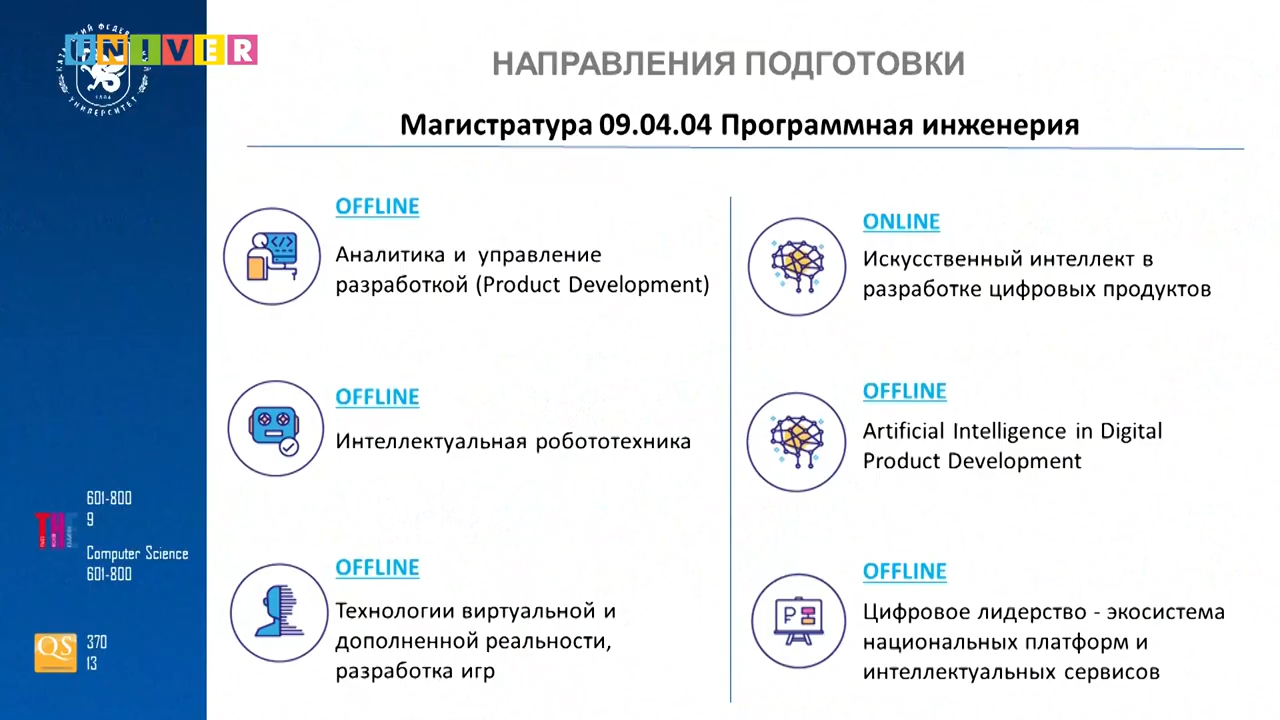 UNIVER
НАПРАВЛЕНИЯ ПОДГОТОВКИ
Магистратура 09.04.04 Программная инженерия
OFFLINE
Аналитика и управление
разработкой (Product Development)
OFFLINE
Интеллектуальная робототехника
OFFLINE
Технологии виртуальной и
дополненной реальности,
разработка игр
ONLINE
Искусственный интеллект в
разработке цифровых продуктов
OFFLINE
Artificial Intelligence in Digital
Product Development
OFFLINE
Цифровое лидерство - экосистема
национальных платформ и
интеллектуальных сервисов
601-800
9
THE
Computer Science
601-800
QS
370
13